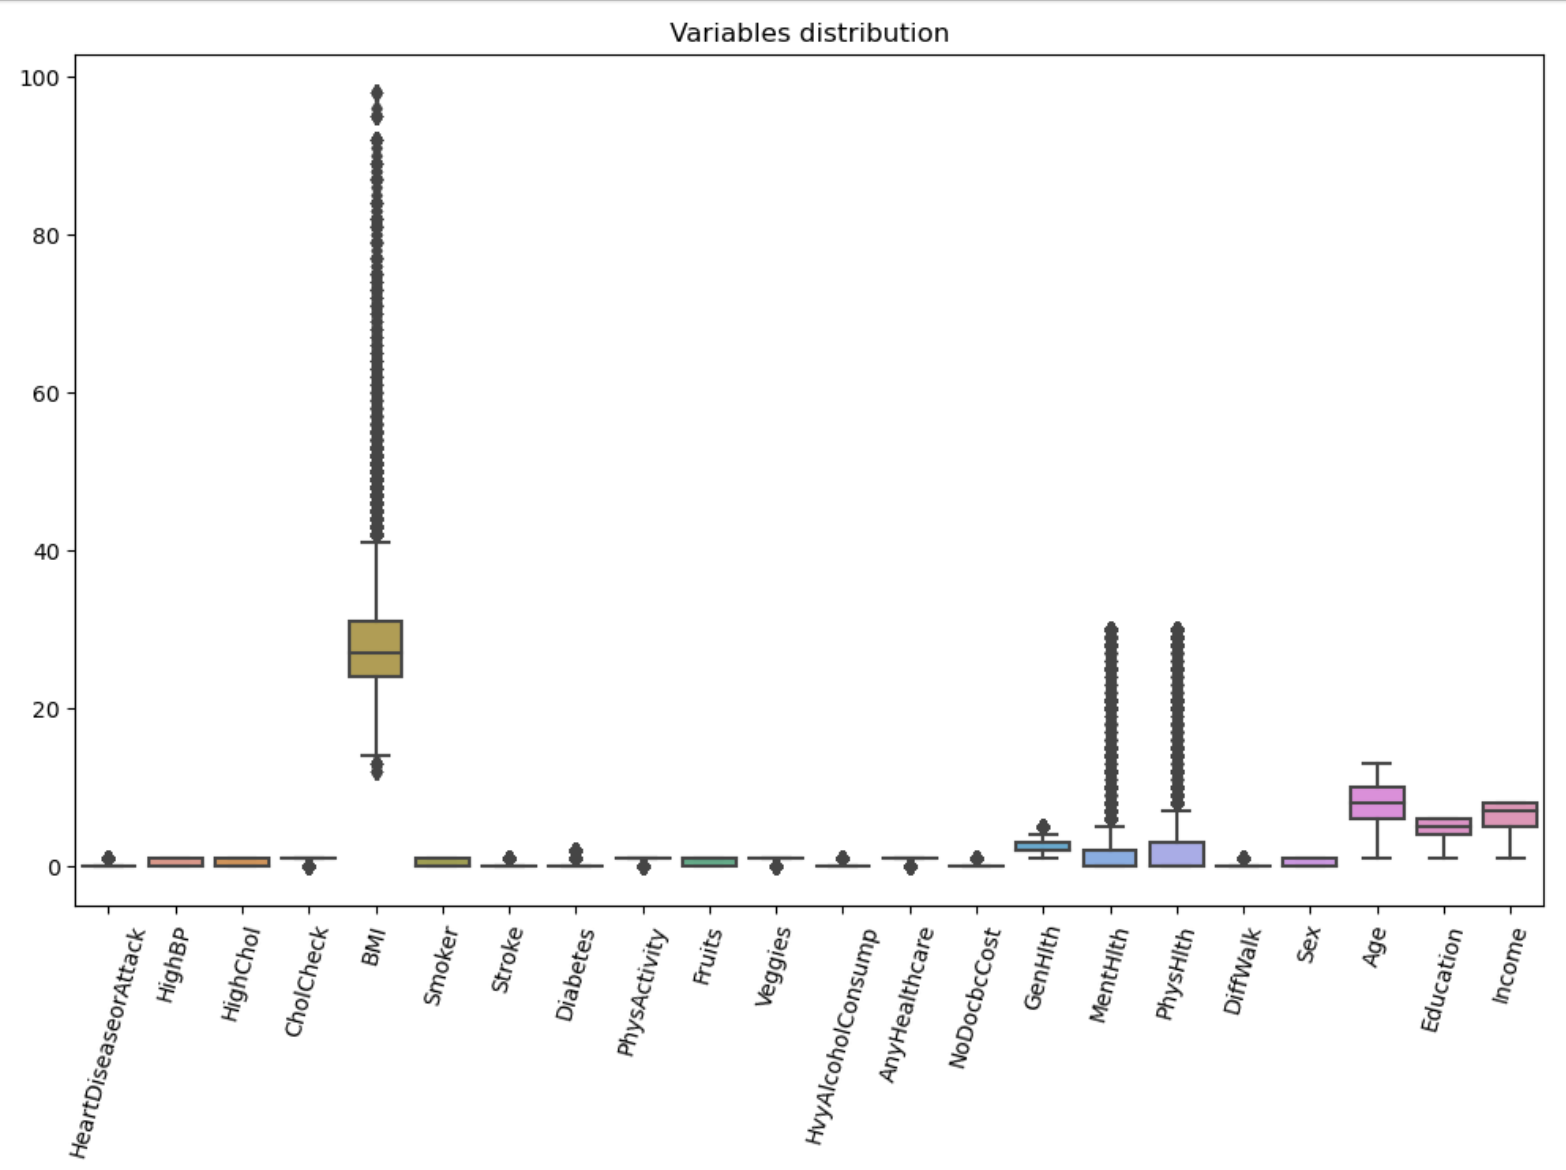 Variables distribution
100
80
60
40
20
0
HeartDiseaseorAttack
HighBP
HighChol
CholCheck
BMI
Smoker
Stroke
Diabetes
PhysActivity
Fruits
Veggies
HvyAlcoholConsump
AnyHealthcare
NoDocbcCost
GenHlth
MentHlth
PhysHlth
DiffWalk
Sex
Age
Education
Income